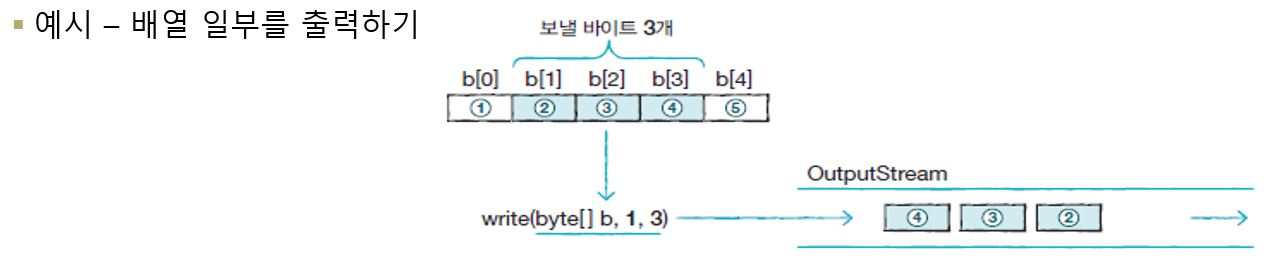 예시 – 배열 일부를 출력하기
보낼 바이트 3개
b[0] b[1] b[2] b[3] b[4]
① ② ③ ④ ⑤
OutputStream
write(byte[] b, 1, 3)
④ ③ ②